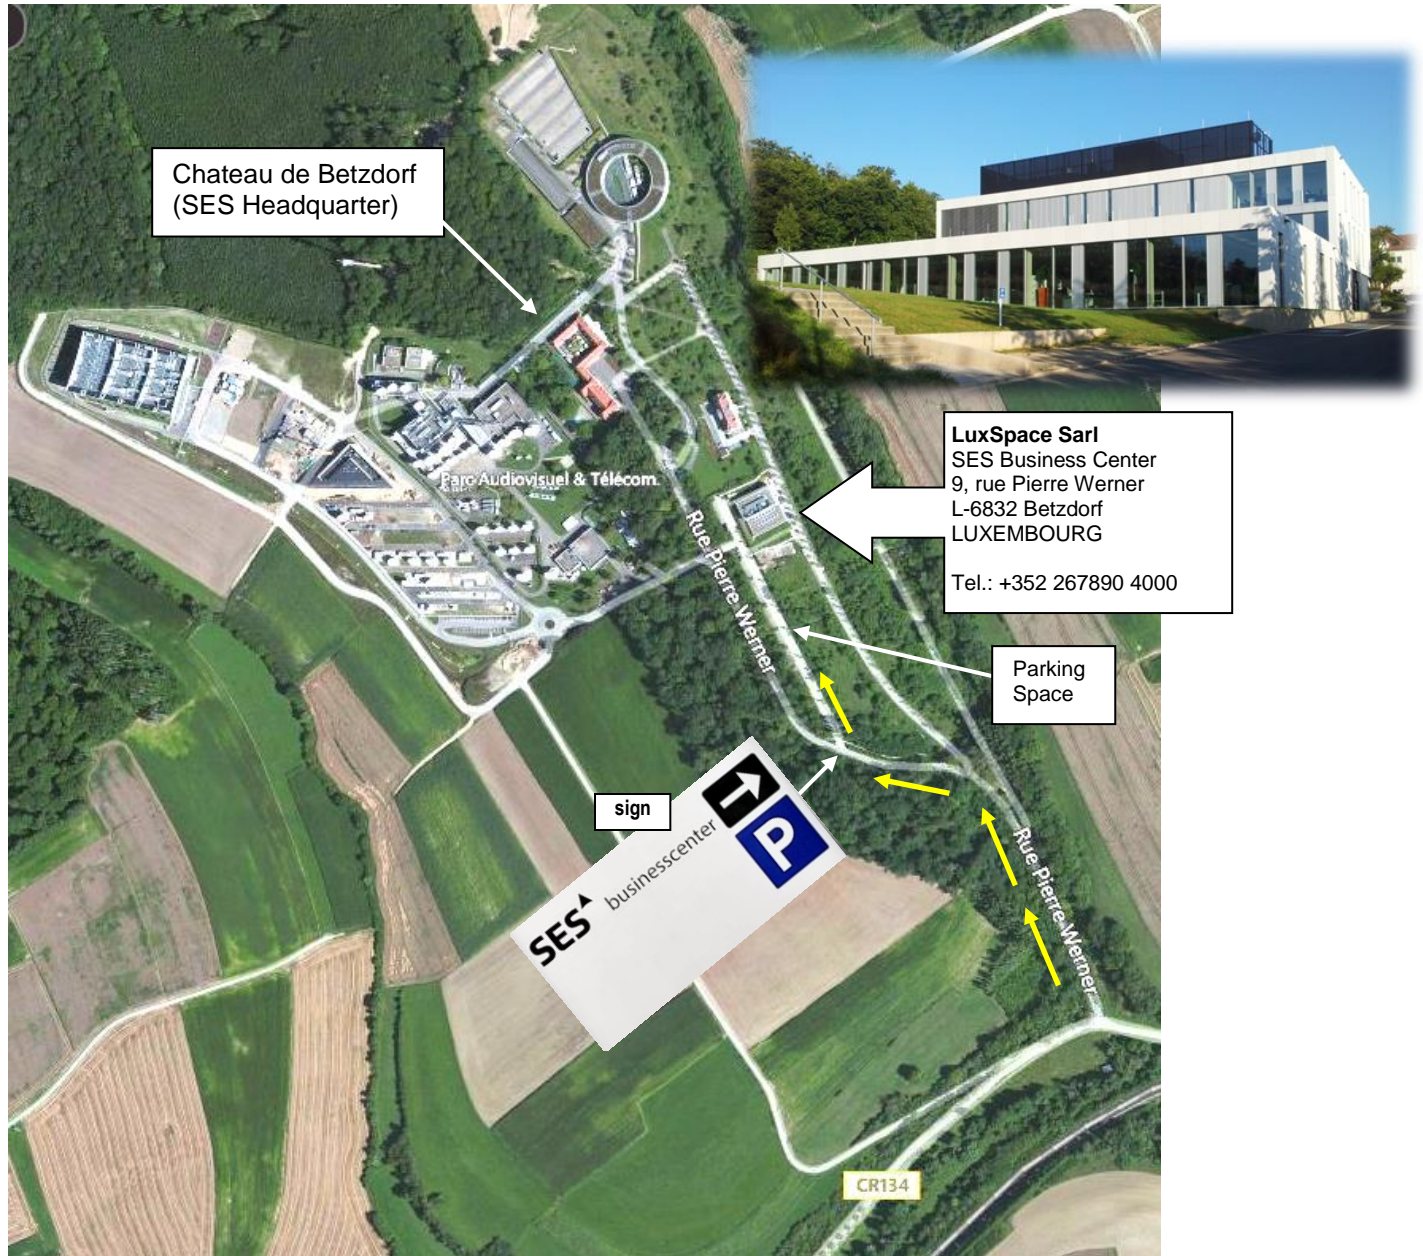 Chateau de Betzdorf
(SES Headquarter)
LuxSpace Sarl
SES Business Center
9, rue Pierre Werner
L-6832 Betzdorf
LUXEMBOURG
Tel.: +352 267890 4000
Parc Audiovisuel & Télécom.
Rue Pierre Werner
Parking
Space
sign
SES businesscenter
P
Rue Pierre Werner
CR134